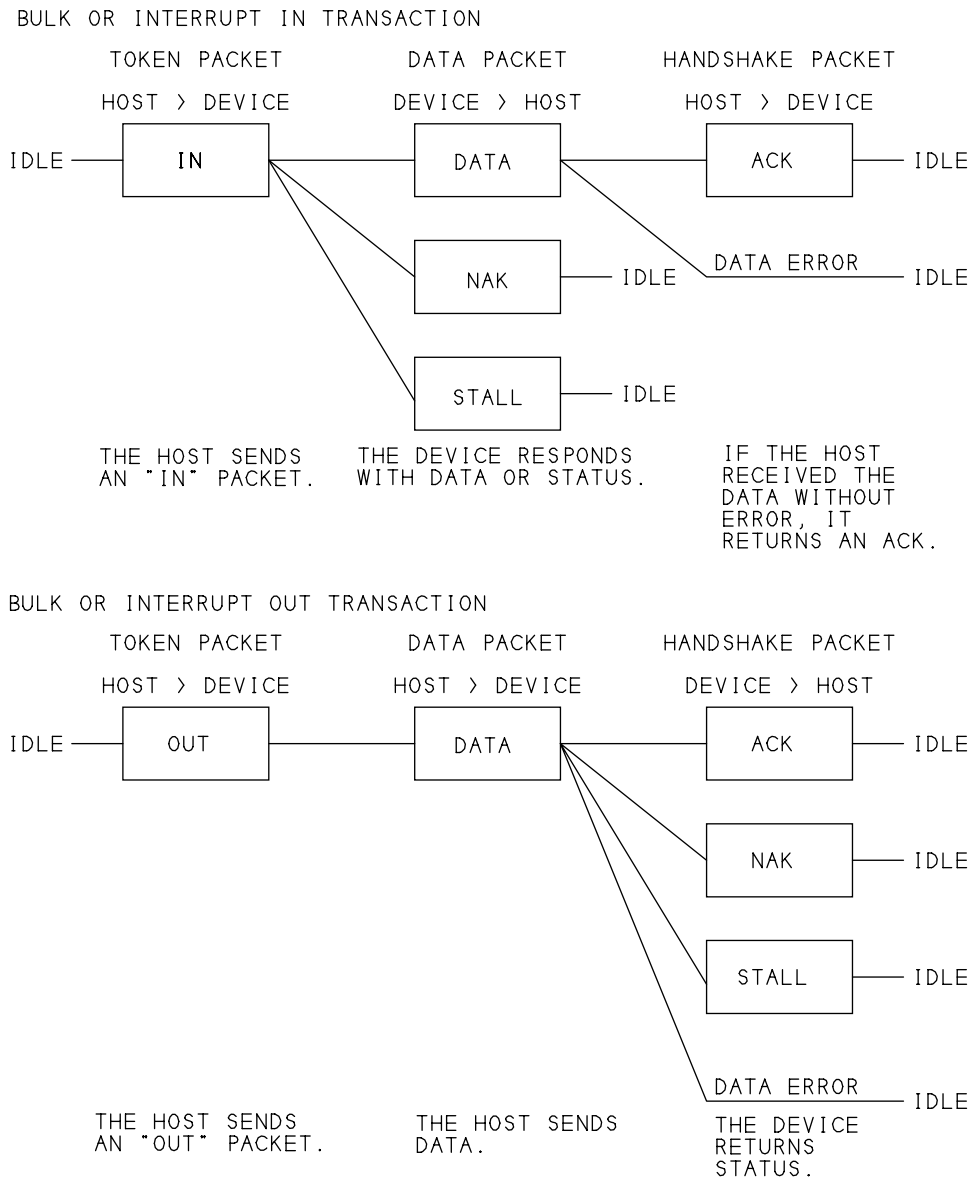 BULK OR INTERRUPT IN TRANSACTION
TOKEN PACKET
DATA PACKET
HANDSHAKE PACKET
HOST > DEVICE
DEVICE > HOST
HOST > DEVICE
IDLE
IN
DATA
ACK
IDLE
DATA ERROR
NAK
IDLE
IDLE
STALL
IDLE
THE HOST SENDS
AN "IN" PACKET.
THE DEVICE RESPONDS
WITH DATA OR STATUS.
IF THE HOST
RECEIVED THE
DATA WITHOUT
ERROR, IT
RETURNS AN ACK.
BULK OR INTERRUPT OUT TRANSACTION
TOKEN PACKET
DATA PACKET
HANDSHAKE PACKET
HOST > DEVICE
HOST > DEVICE
DEVICE > HOST
IDLE
OUT
DATA
ACK
IDLE
NAK
IDLE
STALL
IDLE
DATA ERROR
IDLE
THE HOST SENDS
AN "OUT" PACKET.
THE HOST SENDS
DATA.
THE DEVICE
RETURNS
STATUS.